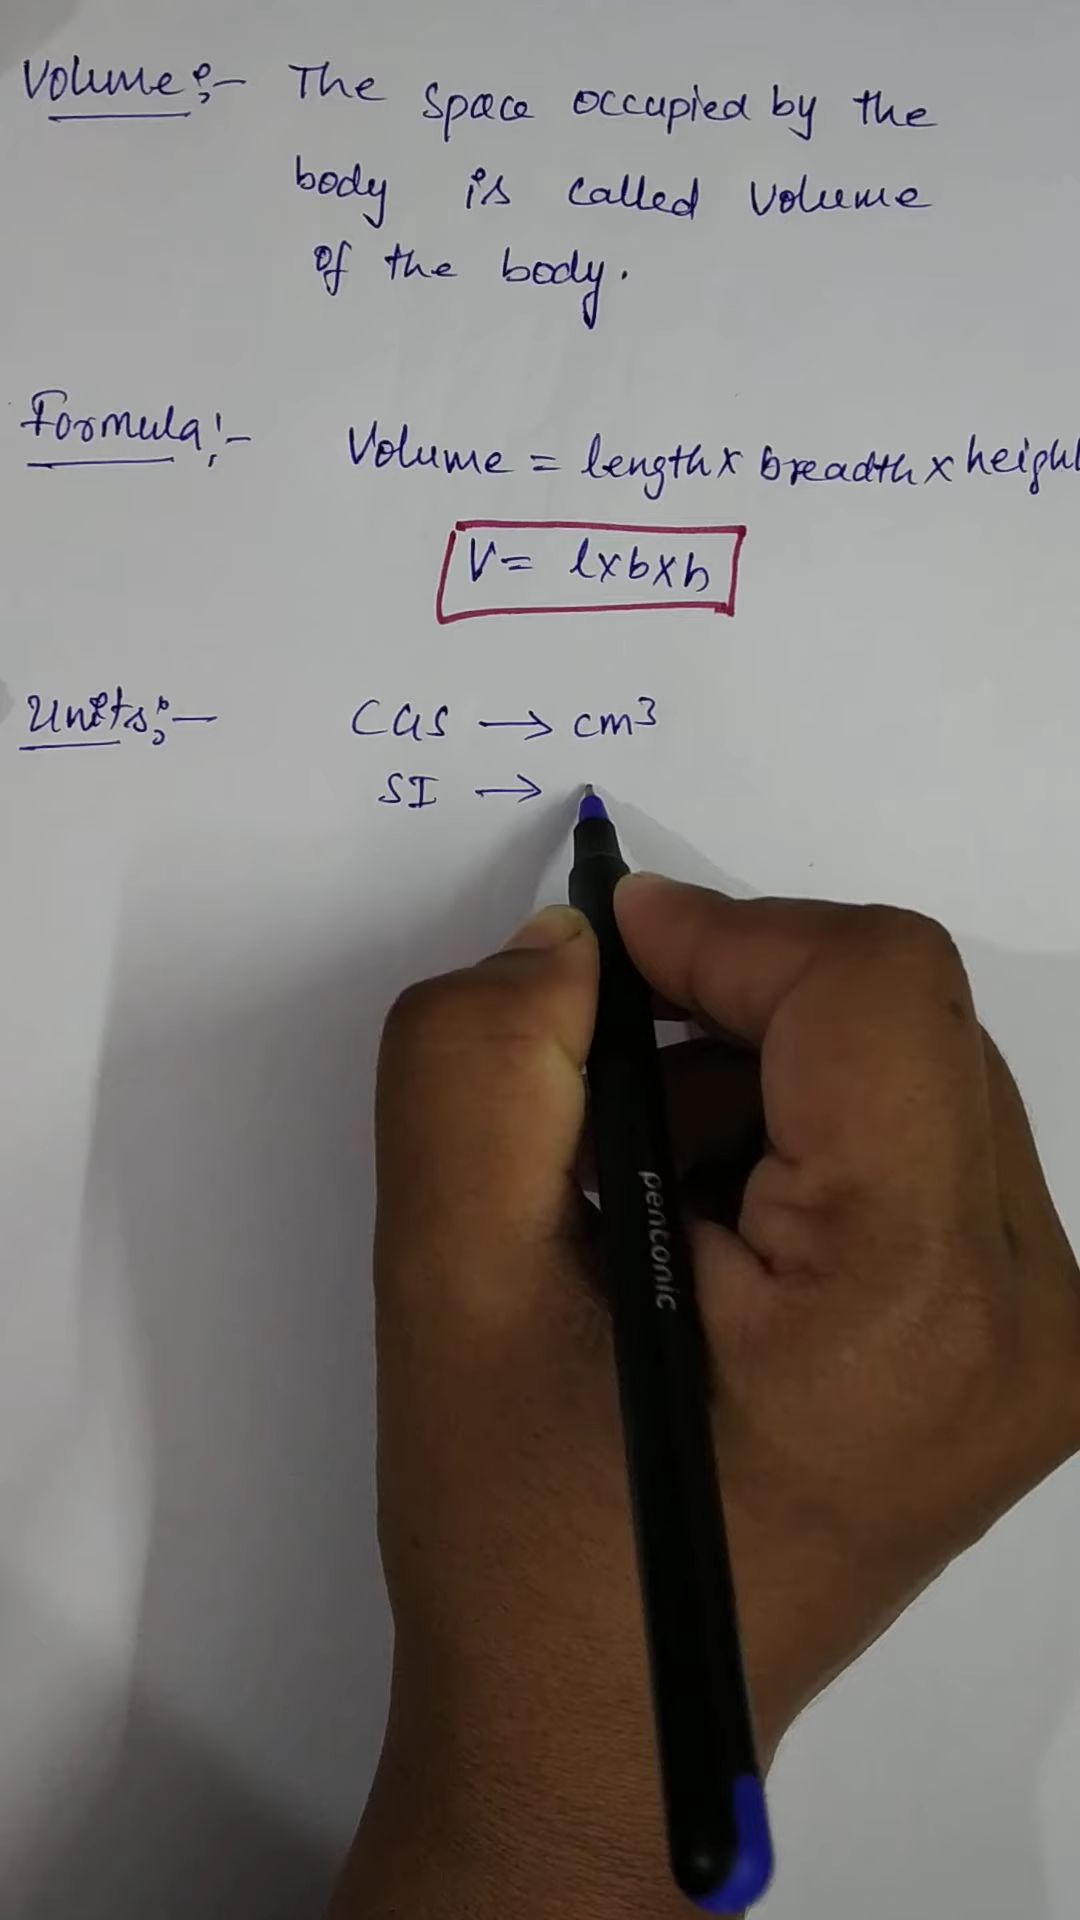 Volume:- The space occupied by the
body is called volume
of the body.
Formula:- Volume = length x breadth x height
V = l x b x h
Units:- CGS → cm³
SI →
pentonic